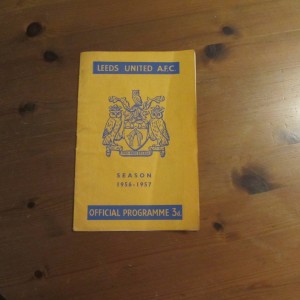 LEEDS UNITED A.F.C.
SEASON
1956-1957
OFFICIAL PROGRAMME 3d.